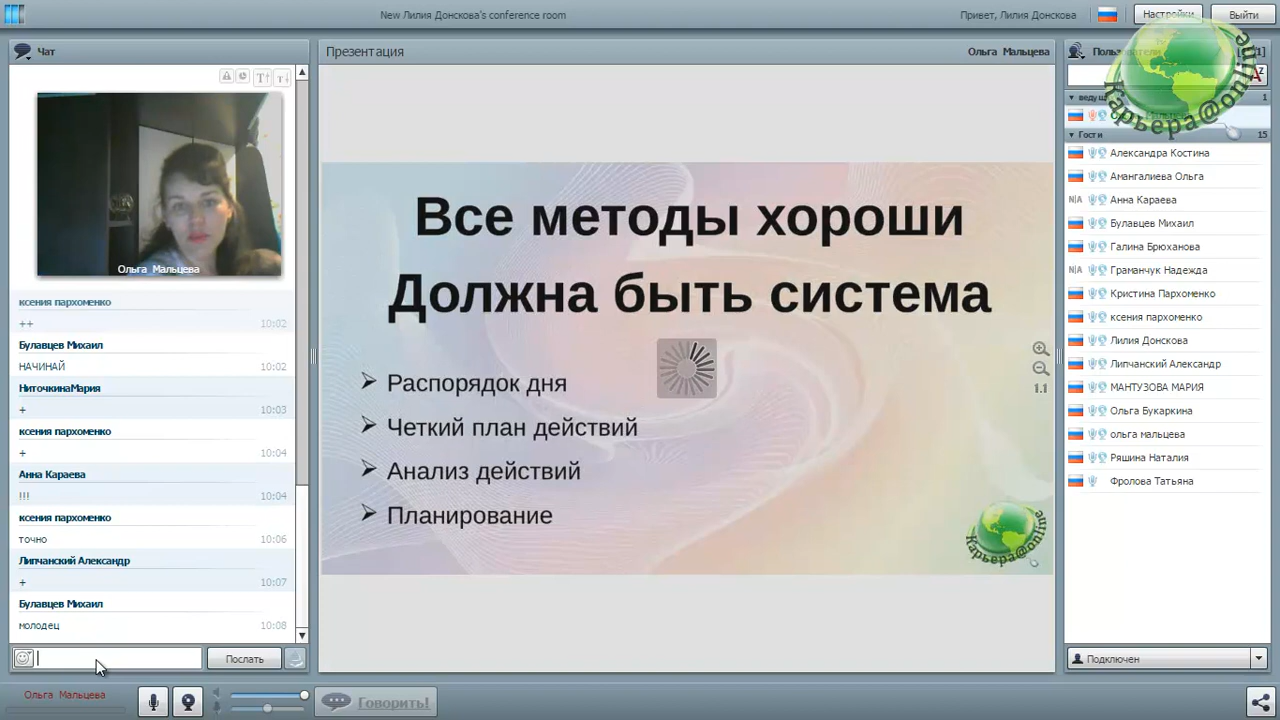 New Лилия Донскова's conference room
Привет, Лилия Донскова
Настройки
Выйти
Чат
Ольга Мальцева
ксения пархоменко
++ 10:02
Булавцев Михаил
НАЧИНАЙ 10:02
НиточкинаМария
+ 10:03
ксения пархоменко
+ 10:04
Анна Караева
!!! 10:04
ксения пархоменко
точно 10:06
Липчанский Александр
+ 10:07
Булавцев Михаил
молодец 10:08
Послать
Презентация
Ольга Мальцева
Все методы хороши
Должна быть система
➢ Распорядок дня
➢ Четкий план действий
➢ Анализ действий
➢ Планирование
Карьера@online
1.1
Карьера@online
1
Гости 15
Александра Костина
Амангалиева Ольга
N/A Анна Караева
Булавцев Михаил
Галина Брюханова
N/A Граманчук Надежда
Кристина Пархоменко
ксения пархоменко
Лилия Донскова
Липчанский Александр
МАНТУЗОВА МАРИЯ
Ольга Букаркина
ольга мальцева
Ряшина Наталия
Фролова Татьяна
Подключен
Ольга Мальцева
Говорить!